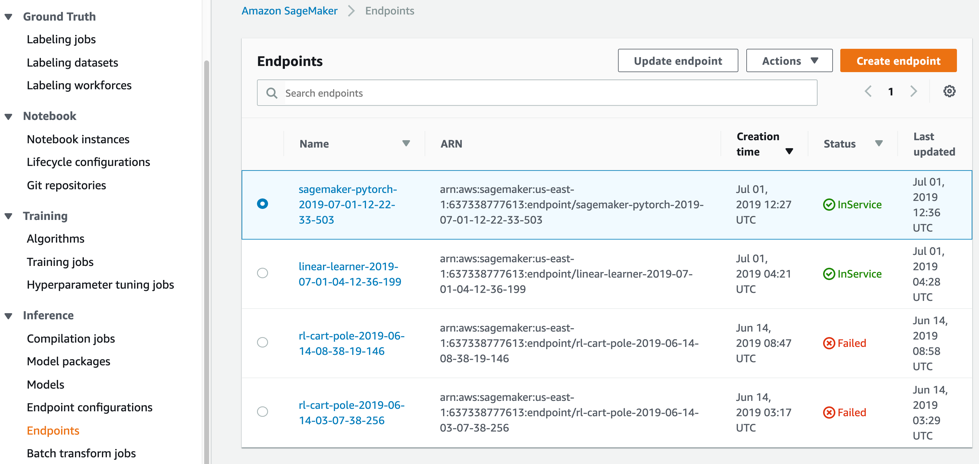 Ground Truth
Labeling jobs
Labeling datasets
Labeling workforces
Notebook
Notebook instances
Lifecycle configurations
Git repositories
Training
Algorithms
Training jobs
Hyperparameter tuning jobs
Inference
Compilation jobs
Model packages
Models
Endpoint configurations
Endpoints
Batch transform jobs
Amazon SageMaker > Endpoints
Endpoints
Update endpoint
Actions
Create endpoint
Search endpoints
1
Name
ARN
Creation
time
Status
Last
updated
sagemaker-pytorch-
2019-07-01-12-22-
33-503
arn:aws:sagemaker:us-east-
1:637338777613:endpoint/sagemaker-pytorch-2019-
07-01-12-22-33-503
Jul 01,
2019 12:27
UTC
InService
Jul 01,
2019
12:36
UTC
linear-learner-2019-
07-01-04-12-36-199
arn:aws:sagemaker:us-east-
1:637338777613:endpoint/linear-learner-2019-07-
01-04-12-36-199
Jul 01,
2019 04:21
UTC
InService
Jul 01,
2019
04:28
UTC
rl-cart-pole-2019-06-
14-08-38-19-146
arn:aws:sagemaker:us-east-
1:637338777613:endpoint/rl-cart-pole-2019-06-14-
08-38-19-146
Jun 14,
2019 08:47
UTC
Failed
Jun 14,
2019
08:58
UTC
rl-cart-pole-2019-06-
14-03-07-38-256
arn:aws:sagemaker:us-east-
1:637338777613:endpoint/rl-cart-pole-2019-06-14-
03-07-38-256
Jun 14,
2019 03:17
UTC
Failed
Jun 14,
2019
03:29
UTC